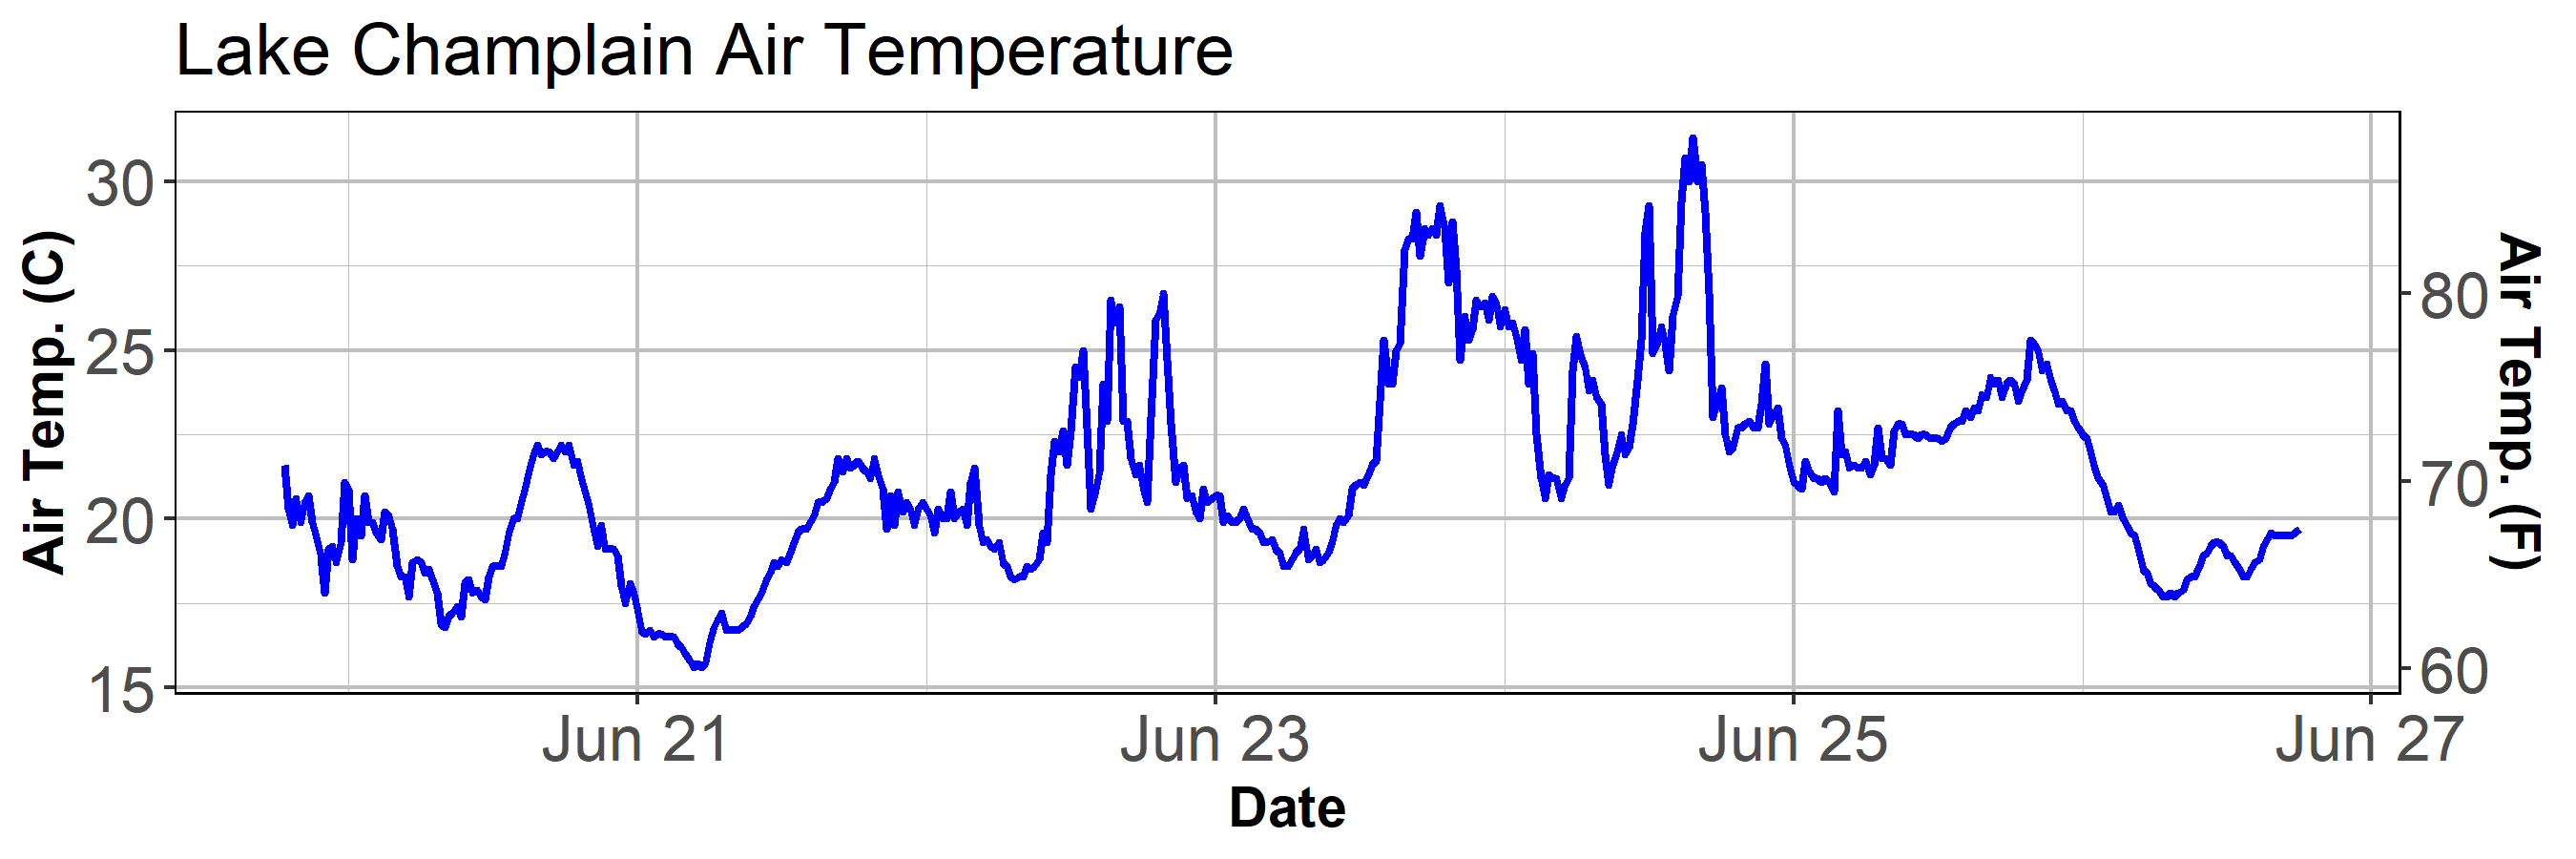 Lake Champlain Air Temperature
Air Temp. (C)
30
25
20
15
Air Temp. (F)
80
70
60
Jun 21
Jun 23
Jun 25
Jun 27
Date